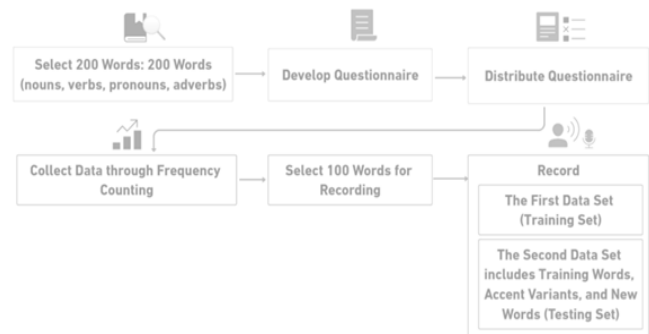 Select 200 Words: 200 Words
(nouns, verbs, pronouns, adverbs)
Develop Questionnaire
Distribute Questionnaire
Collect Data through Frequency
Counting
Select 100 Words for
Recording
Record
The First Data Set
(Training Set)
The Second Data Set
includes Training Words,
Accent Variants, and New
Words (Testing Set)